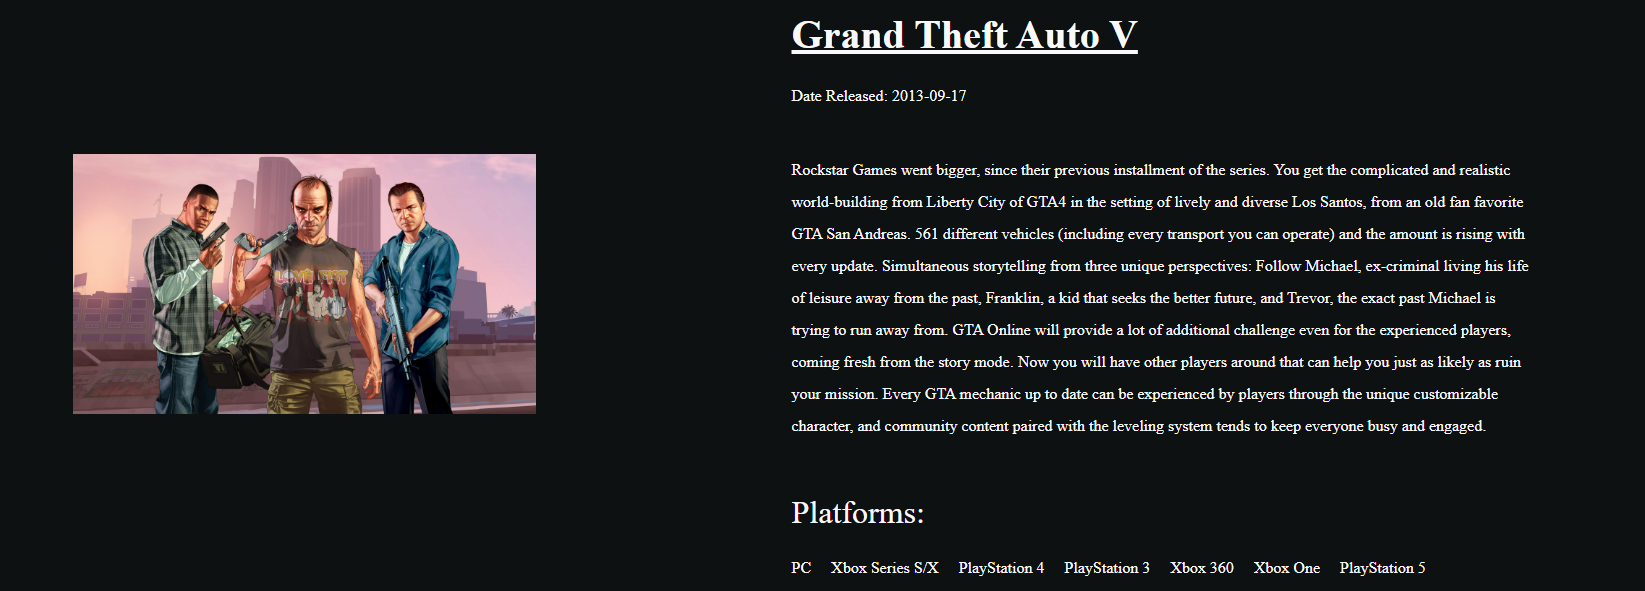 Grand Theft Auto V
Date Released: 2013-09-17
Rockstar Games went bigger, since their previous installment of the series. You get the complicated and realistic
world-building from Liberty City of GTA4 in the setting of lively and diverse Los Santos, from an old fan favorite
GTA San Andreas. 561 different vehicles (including every transport you can operate) and the amount is rising with
every update. Simultaneous storytelling from three unique perspectives: Follow Michael, ex-criminal living his life
of leisure away from the past, Franklin, a kid that seeks the better future, and Trevor, the exact past Michael is
trying to run away from. GTA Online will provide a lot of additional challenge even for the experienced players,
coming fresh from the story mode. Now you will have other players around that can help you just as likely as ruin
your mission. Every GTA mechanic up to date can be experienced by players through the unique customizable
character, and community content paired with the leveling system tends to keep everyone busy and engaged.
Platforms:
PC Xbox Series S/X PlayStation 4 PlayStation 3 Xbox 360 Xbox One PlayStation 5